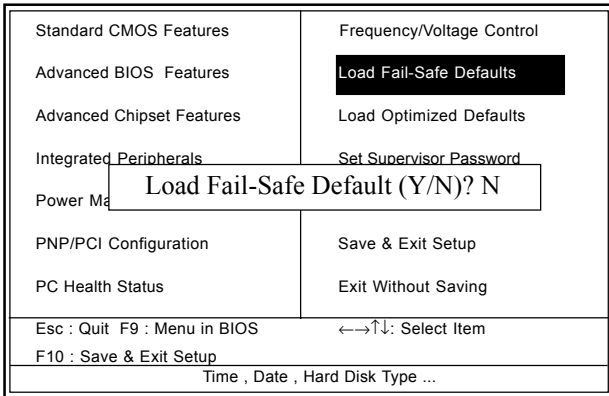 Standard CMOS Features
Frequency/Voltage Control
Advanced BIOS Features
Load Fail-Safe Defaults
Advanced Chipset Features
Load Optimized Defaults
Integrated Peripherals
Set Supervisor Password
Power
Load Fail-Safe Default (Y/N)? N
PNP/PCI Configuration
Save & Exit Setup
PC Health Status
Exit Without Saving
Esc : Quit F9 : Menu in BIOS
←→↑↓: Select Item
F10 : Save & Exit Setup
Time , Date , Hard Disk Type ...